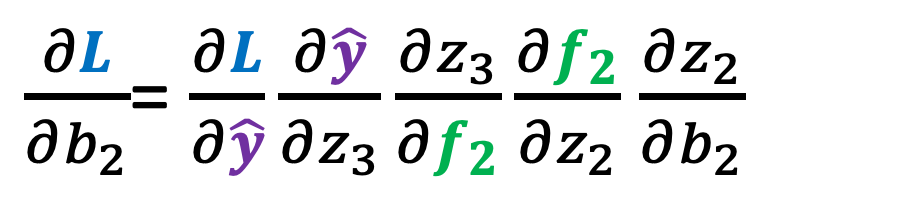 ∂L/∂b₂ = ∂L/∂ŷ ∂ŷ/∂z₃ ∂z₃/∂f₂ ∂f₂/∂z₂ ∂z₂/∂b₂